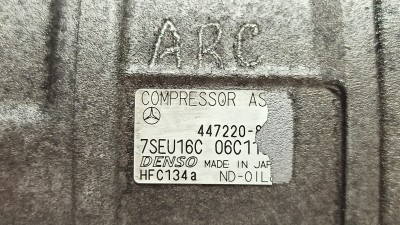 ARC
COMPRESSOR AS
447220-8
7SEU16C 06C11
DENSO MADE IN JAP
HFC134a ND-OIL